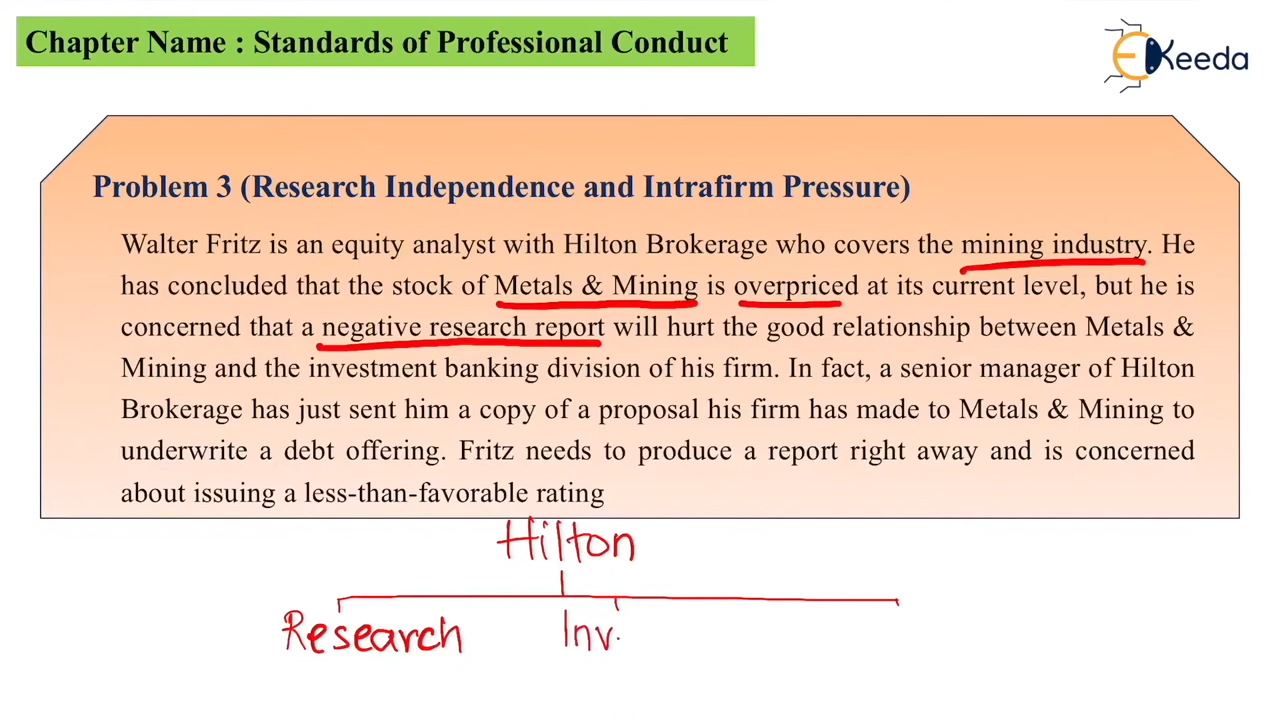 Chapter Name : Standards of Professional Conduct
EKeeda
Problem 3 (Research Independence and Intrafirm Pressure)
Walter Fritz is an equity analyst with Hilton Brokerage who covers the mining industry. He
has concluded that the stock of Metals & Mining is overpriced at its current level, but he is
concerned that a negative research report will hurt the good relationship between Metals &
Mining and the investment banking division of his firm. In fact, a senior manager of Hilton
Brokerage has just sent him a copy of a proposal his firm has made to Metals & Mining to
underwrite a debt offering. Fritz needs to produce a report right away and is concerned
about issuing a less-than-favorable rating
Hilton
Research Inv.